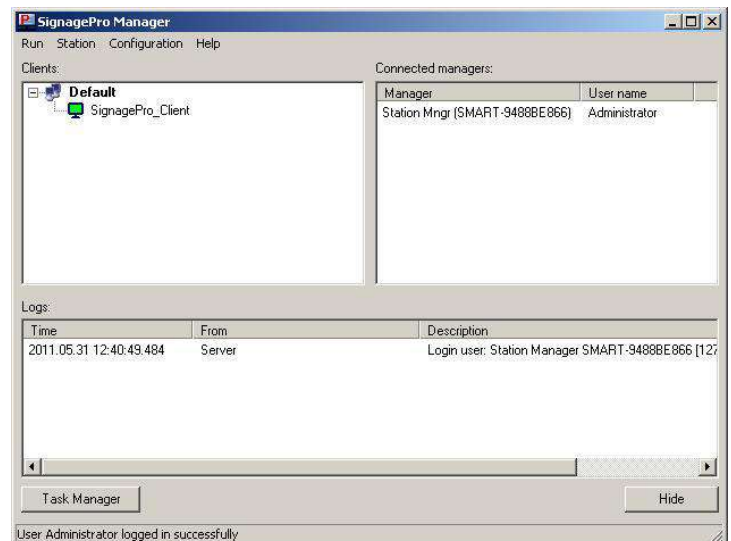 SignagePro Manager
Run Station Configuration Help
Clients:
Default
SignagePro_Client
Connected managers:
Manager User name
Station Mngr (SMART-9488BE866) Administrator
Logs:
Time From Description
2011.05.31 12:40:49.484 Server Login user: Station Manager SMART-9488BE866 [127
Task Manager Hide
User Administrator logged in successfully